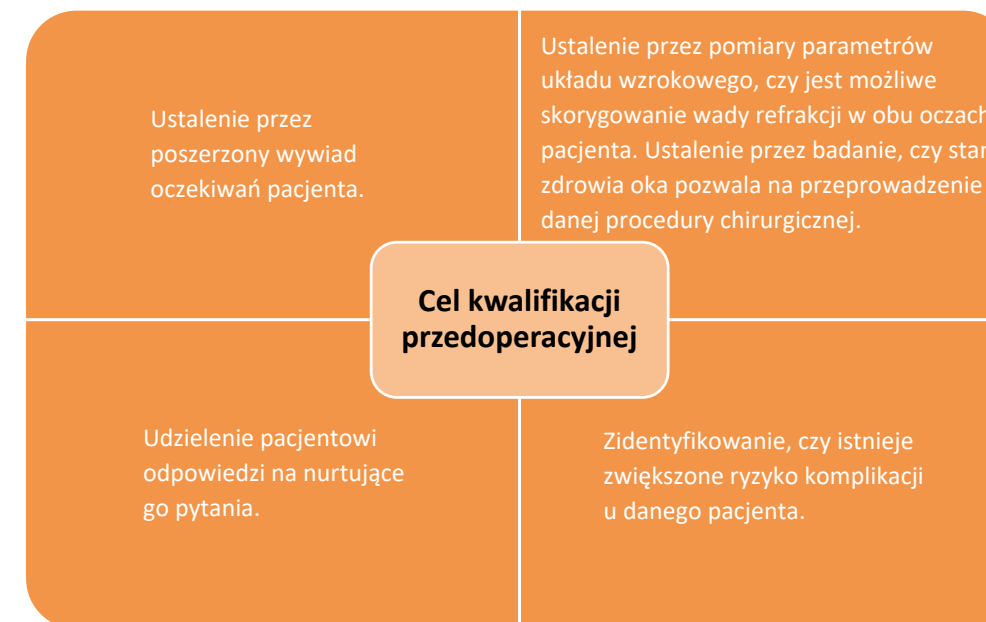 Ustalenie przez
poszerzony wywiad
oczekiwań pacjenta.
Ustalenie przez pomiary parametrów
układu wzrokowego, czy jest możliwe
skorygowanie wady refrakcji w obu oczach
pacjenta. Ustalenie przez badanie, czy stan
zdrowia oka pozwala na przeprowadzenie
danej procedury chirurgicznej.
Cel kwalifikacji
przedoperacyjnej
Udzielenie pacjentowi
odpowiedzi na nurtujące
go pytania.
Zidentyfikowanie, czy istnieje
zwiększone ryzyko komplikacji
u danego pacjenta.